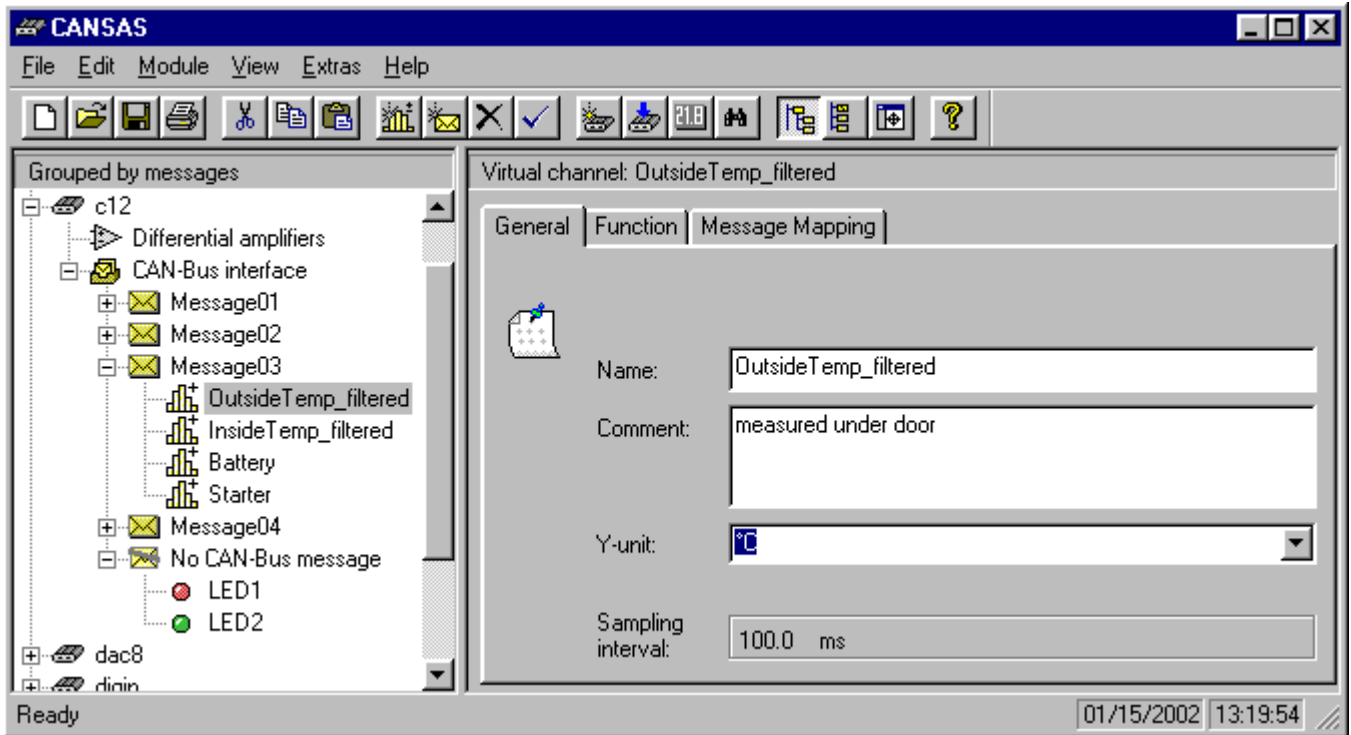 CANSAS
File Edit Module View Extras Help
21.8
Grouped by messages
c12
Differential amplifiers
CAN-Bus interface
Message01
Message02
Message03
OutsideTemp_filtered
InsideTemp_filtered
Battery
Starter
Message04
No CAN-Bus message
LED1
LED2
dac8
digin
Virtual channel: OutsideTemp_filtered
General Function Message Mapping
Name: OutsideTemp_filtered
Comment: measured under door
Y-unit: °C
Sampling
interval: 100.0 ms
Ready 01/15/2002 13:19:54